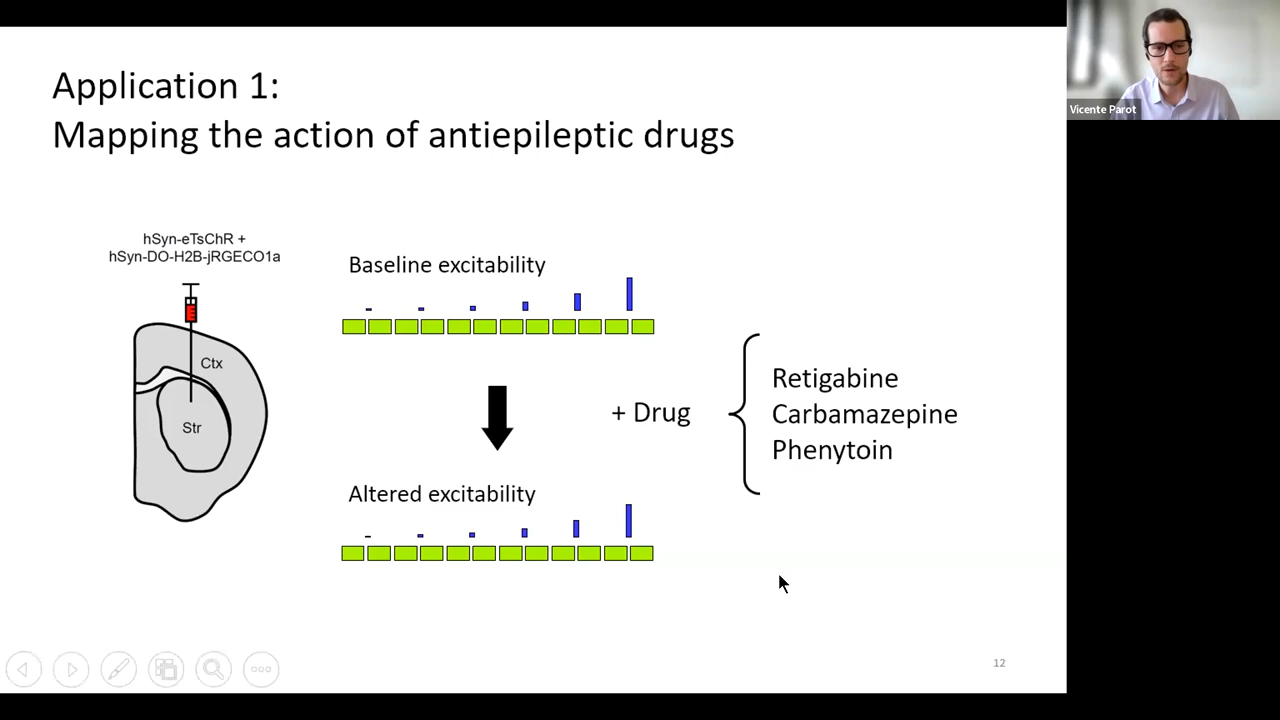 Application 1:
Mapping the action of antiepileptic drugs
hSyn-eTsChR +
hSyn-DO-H2B-jRGECO1a
Ctx
Str
Baseline excitability
+ Drug
Altered excitability
Retigabine
Carbamazepine
Phenytoin
12
Vicente Parot